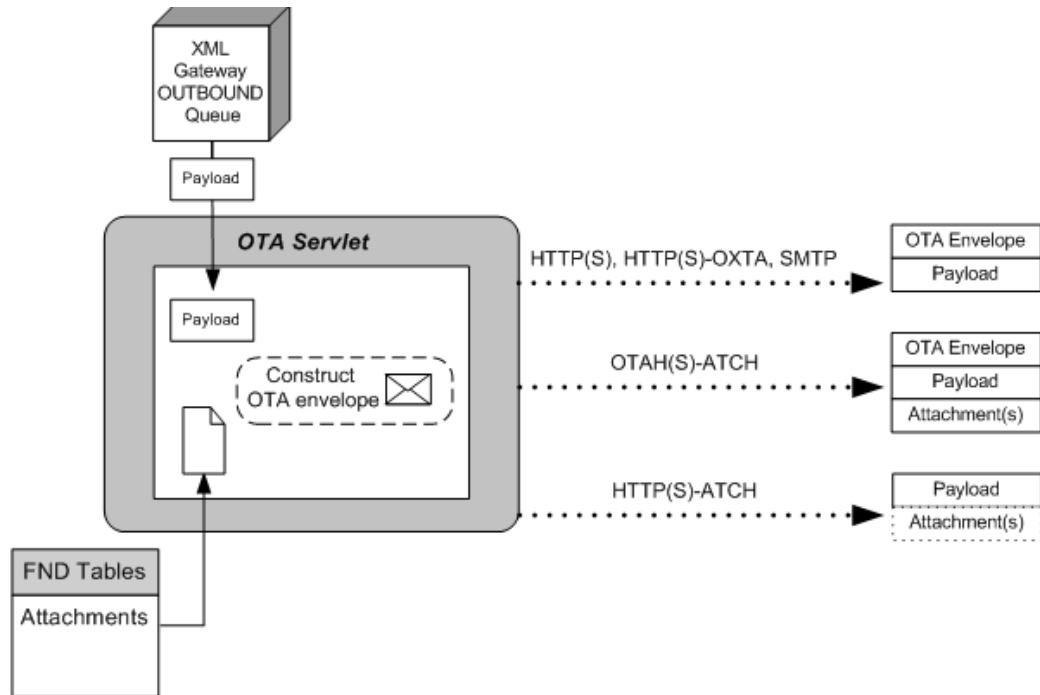 XML
Gateway
OUTBOUND
Queue
Payload
OTA Servlet
Payload
Construct
OTA envelope
FND Tables
Attachments
HTTP(S), HTTP(S)-OXTA, SMTP
OTA Envelope
Payload
OTAH(S)-ATCH
OTA Envelope
Payload
Attachment(s)
HTTP(S)-ATCH
Payload
Attachment(s)